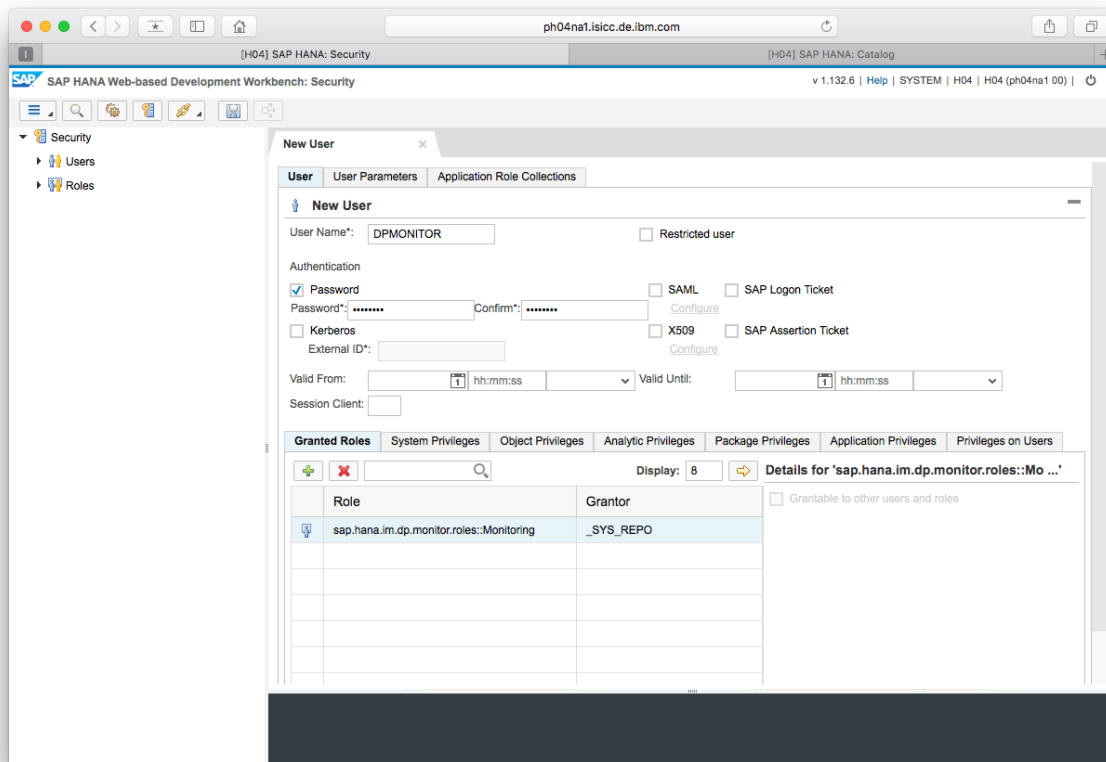 ph04na1.isicc.de.ibm.com
[H04] SAP HANA: Security
[H04] SAP HANA: Catalog
SAP SAP HANA Web-based Development Workbench: Security
v 1.132.6 | Help | SYSTEM | H04 | H04 (ph04na1 00) |
Security
Users
Roles
New User
User User Parameters Application Role Collections
New User
User Name*: DPMONITOR Restricted user
Authentication
Password SAML SAP Logon Ticket
Password*: •••••••• Confirm*: •••••••• Configure
Kerberos X509 SAP Assertion Ticket
External ID*: Configure
Valid From: 1 hh:mm:ss Valid Until: 1 hh:mm:ss
Session Client:
Granted Roles System Privileges Object Privileges Analytic Privileges Package Privileges Application Privileges Privileges on Users
Display: 8 Details for 'sap.hana.im.dp.monitor.roles::Mo ...'
Grantable to other users and roles
Role Grantor
sap.hana.im.dp.monitor.roles::Monitoring _SYS_REPO